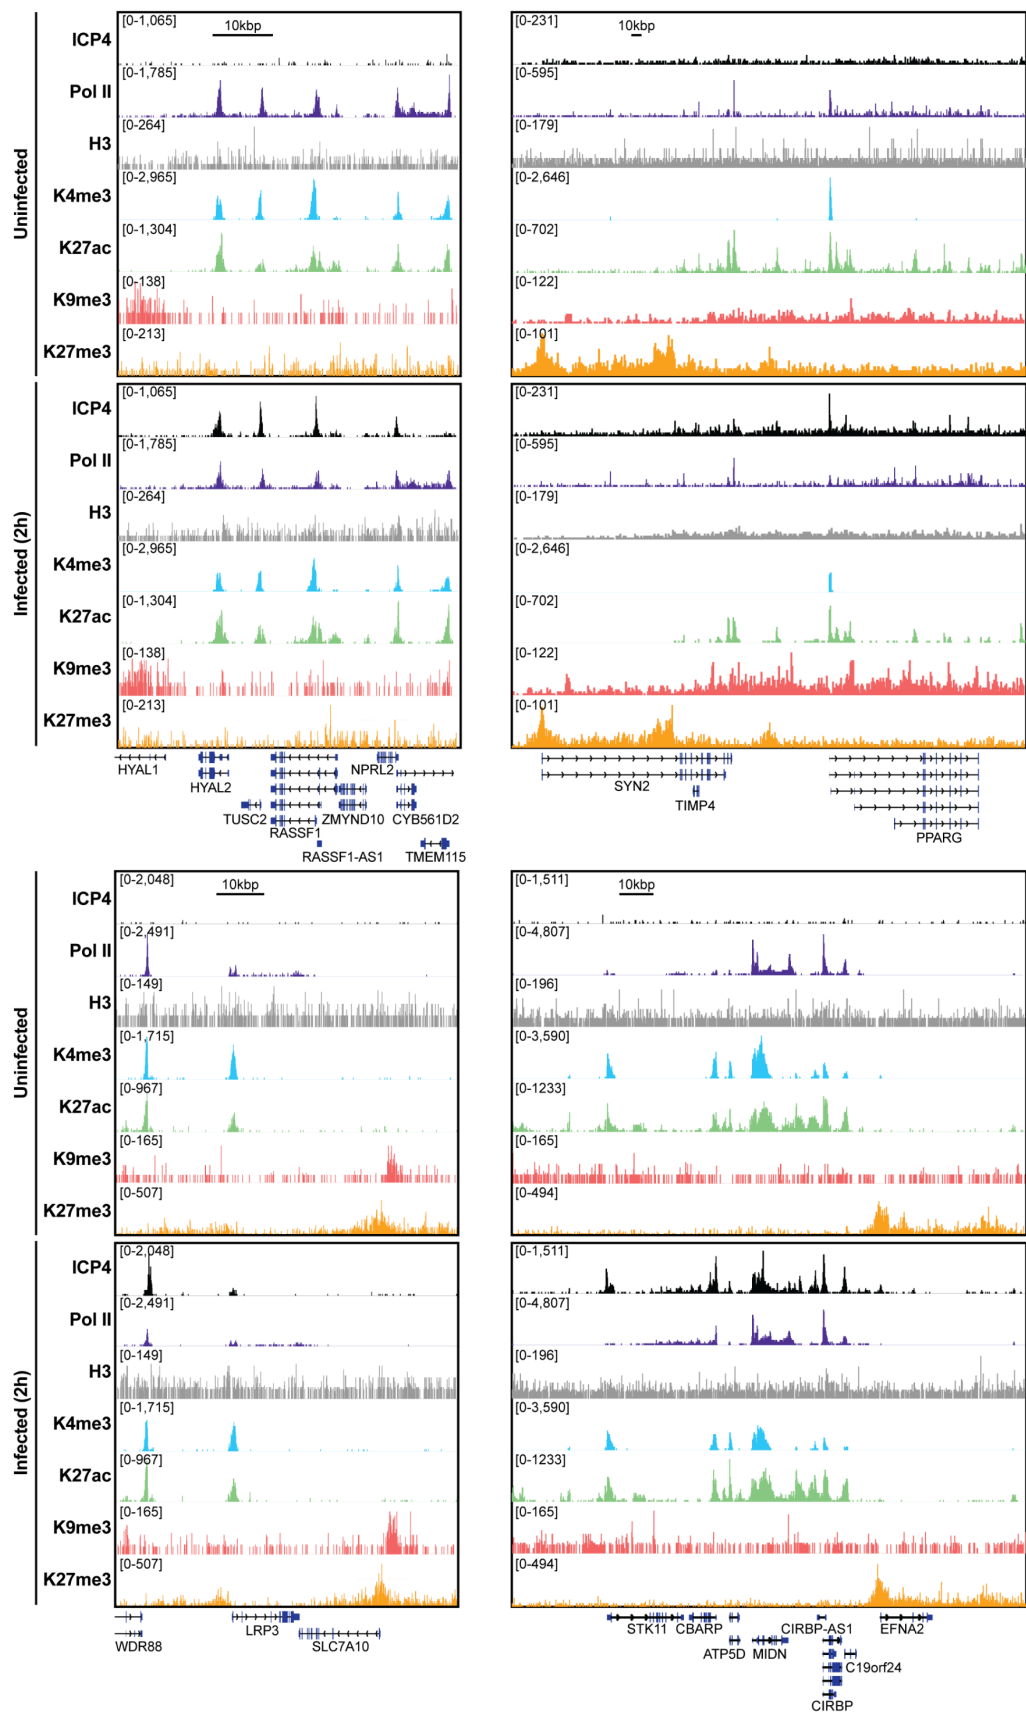 Uninfected
ICP4
[0-1,065]
10kbp
Pol II
[0-1,785]
H3
[0-264]
K4me3
[0-2,965]
K27ac
[0-1,304]
K9me3
[0-138]
K27me3
[0-213]
[0-231]
10kp
[0-595]
[0-179]
[0-2,646]
[0-702]
[0-122]
[0-101]
Infected (2h)
ICP4
[0-1,065]
Pol II
[0-1,785]
H3
[0-264]
K4me3
[0-2,965]
K27ac
[0-1,304]
K9me3
[0-138]
K27me3
[0-213]
[0-231]
[0-595]
[0-179]
[0-2,646]
[0-702]
[0-122]
[0-101]
HYAL1
HYAL2
TUSC2
RASSF1
RASSF1-AS1
ZMYND10
NPRL2
CYB561D2
TMEM115
SYN2
TIMP4
PPARG
Uninfected
ICP4
[0-2,048]
10kbp
Pol II
[0-2,491]
H3
[0-149]
K4me3
[0-1,715]
K27ac
[0-967]
K9me3
[0-165]
K27me3
[0-507]
[0-1,511]
10kbp
[0-4,807]
[0-196]
[0-3,590]
[0-1233]
[0-165]
[0-494]
Infected (2h)
ICP4
[0-2,048]
Pol II
[0-2,491]
H3
[0-149]
K4me3
[0-1,715]
K27ac
[0-967]
K9me3
[0-165]
K27me3
[0-507]
[0-1,511]
[0-4,807]
[0-196]
[0-3,590]
[0-1233]
[0-165]
[0-494]
WDR88
LRP3
SLC7A10
STK11
CBARP
ATP5D
MIDN
CIRBP-AS1
EFNA2
C19orf24
CIRBP